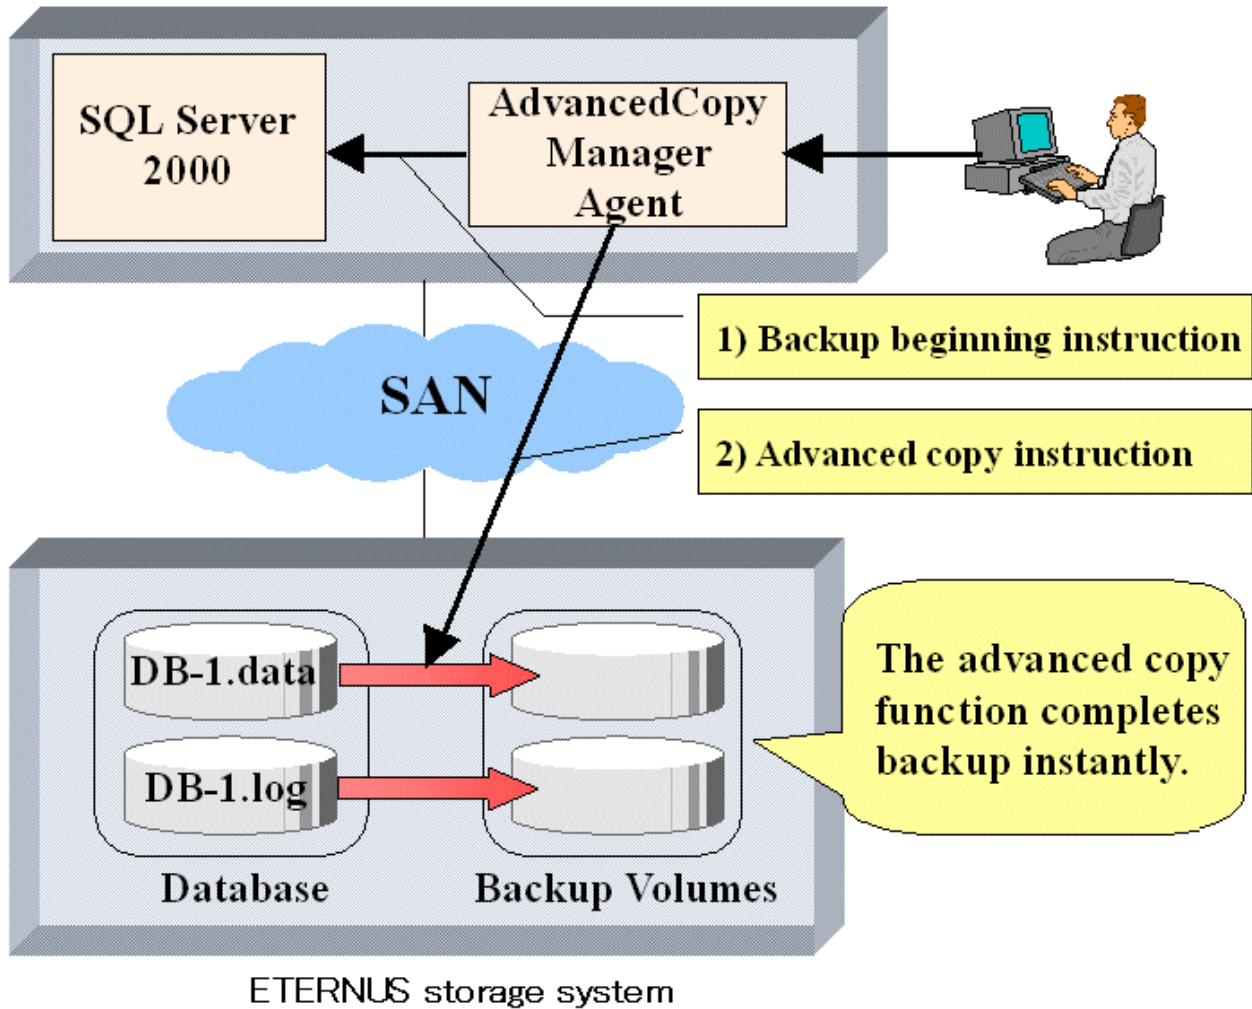 SQL Server
2000
AdvancedCopy
Manager
Agent
1) Backup beginning instruction
SAN
2) Advanced copy instruction
DB-1.data
DB-1.log
Database
Backup Volumes
The advanced copy
function completes
backup instantly.
ETERNUS storage system